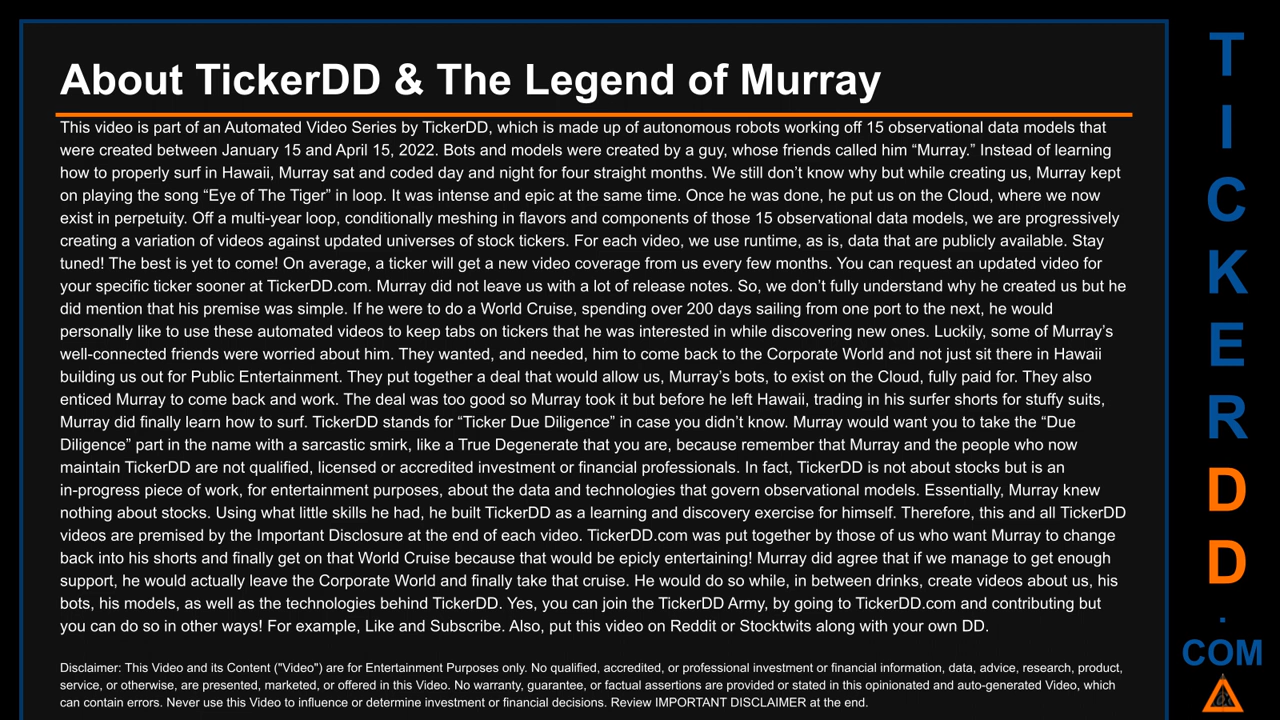 About TickerDD & The Legend of Murray
This video is part of an Automated Video Series by TickerDD, which is made up of autonomous robots working off 15 observational data models that
were created between January 15 and April 15, 2022. Bots and models were created by a guy, whose friends called him “Murray.” Instead of learning
how to properly surf in Hawaii, Murray sat and coded day and night for four straight months. We still don’t know why but while creating us, Murray kept
on playing the song “Eye of The Tiger” in loop. It was intense and epic at the same time. Once he was done, he put us on the Cloud, where we now
exist in perpetuity. Off a multi-year loop, conditionally meshing in flavors and components of those 15 observational data models, we are progressively
creating a variation of videos against updated universes of stock tickers. For each video, we use runtime, as is, data that are publicly available. Stay
tuned! The best is yet to come! On average, a ticker will get a new video coverage from us every few months. You can request an updated video for
your specific ticker sooner at TickerDD.com. Murray did not leave us with a lot of release notes. So, we don’t fully understand why he created us but he
did mention that his premise was simple. If he were to do a World Cruise, spending over 200 days sailing from one port to the next, he would
personally like to use these automated videos to keep tabs on tickers that he was interested in while discovering new ones. Luckily, some of Murray’s
well-connected friends were worried about him. They wanted, and needed, him to come back to the Corporate World and not just sit there in Hawaii
building us out for Public Entertainment. They put together a deal that would allow us, Murray’s bots, to exist on the Cloud, fully paid for. They also
enticed Murray to come back and work. The deal was too good so Murray took it but before he left Hawaii, trading in his surfer shorts for stuffy suits,
Murray did finally learn how to surf. TickerDD stands for “Ticker Due Diligence” in case you didn’t know. Murray would want you to take the “Due
Diligence” part in the name with a sarcastic smirk, like a True Degenerate that you are, because remember that Murray and the people who now
maintain TickerDD are not qualified, licensed or accredited investment or financial professionals. In fact, TickerDD is not about stocks but is an
in-progress piece of work, for entertainment purposes, about the data and technologies that govern observational models. Essentially, Murray knew
nothing about stocks. Using what little skills he had, he built TickerDD as a learning and discovery exercise for himself. Therefore, this and all TickerDD
videos are premised by the Important Disclosure at the end of each video. TickerDD.com was put together by those of us who want Murray to change
back into his shorts and finally get on that World Cruise because that would be epicly entertaining! Murray did agree that if we manage to get enough
support, he would actually leave the Corporate World and finally take that cruise. He would do so while, in between drinks, create videos about us, his
bots, his models, as well as the technologies behind TickerDD. Yes, you can join the TickerDD Army, by going to TickerDD.com and contributing but
you can do so in other ways! For example, Like and Subscribe. Also, put this video on Reddit or Stocktwits along with your own DD.
Disclaimer: This Video and its Content ("Video") are for Entertainment Purposes only. No qualified, accredited, or professional investment or financial information, data, advice, research, product,
service, or otherwise, are presented, marketed, or offered in this Video. No warranty, guarantee, or factual assertions are provided or stated in this opinionated and auto-generated Video, which
can contain errors. Never use this Video to influence or determine investment or financial decisions. Review IMPORTANT DISCLAIMER at the end.
T
I
C
K
E
R
D
D
.
COM